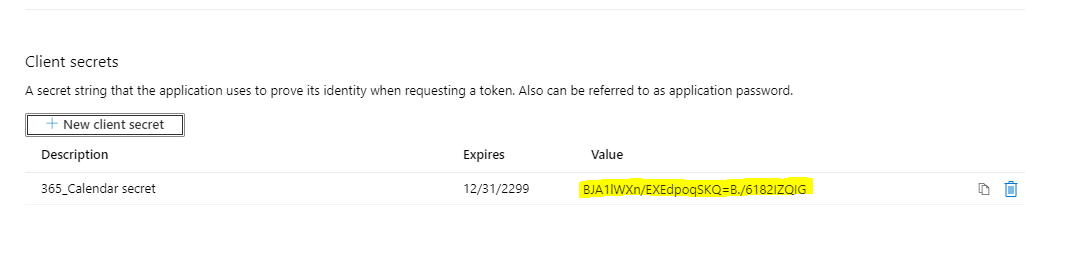 Client secrets
A secret string that the application uses to prove its identity when requesting a token. Also can be referred to as application password.
+ New client secret
Description Expires Value
365_Calendar secret 12/31/2299 BJA1lWXn/EXEdpoqSKQ=B./6182IZQIG